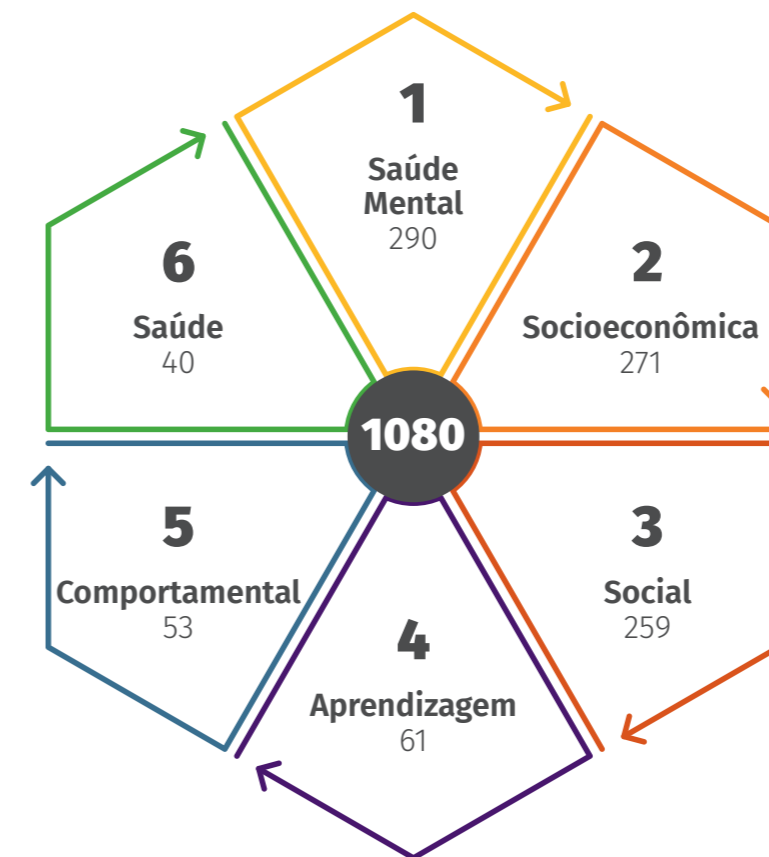 1
Saúde
Mental
290
2
Socioeconômica
271
3
Social
259
4
Aprendizagem
61
5
Comportamental
53
6
Saúde
40
1080